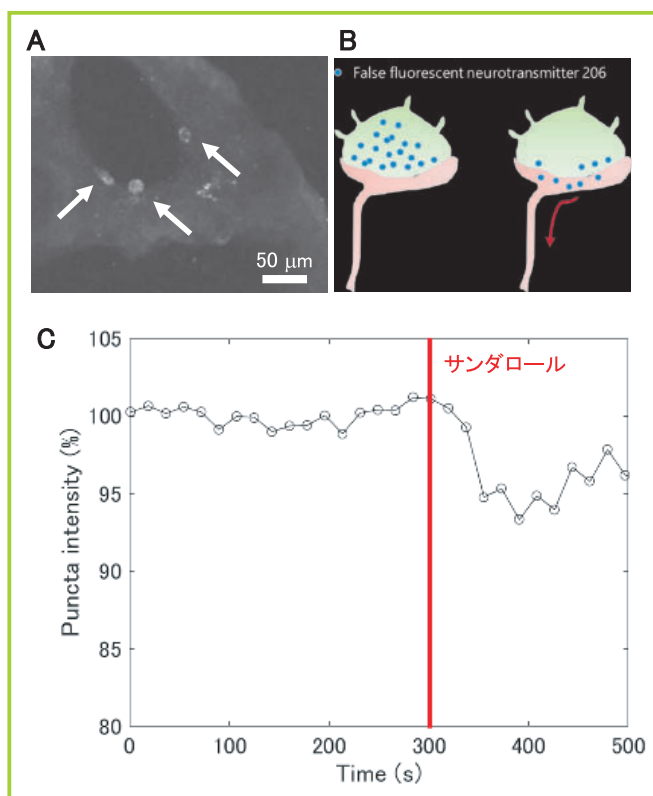 A
50 μm
B
False fluorescent neurotransmitter 206
C
サンダロール
Puncta intensity (%)
105
100
95
90
85
80
0 100 200 300 400 500
Time (s)